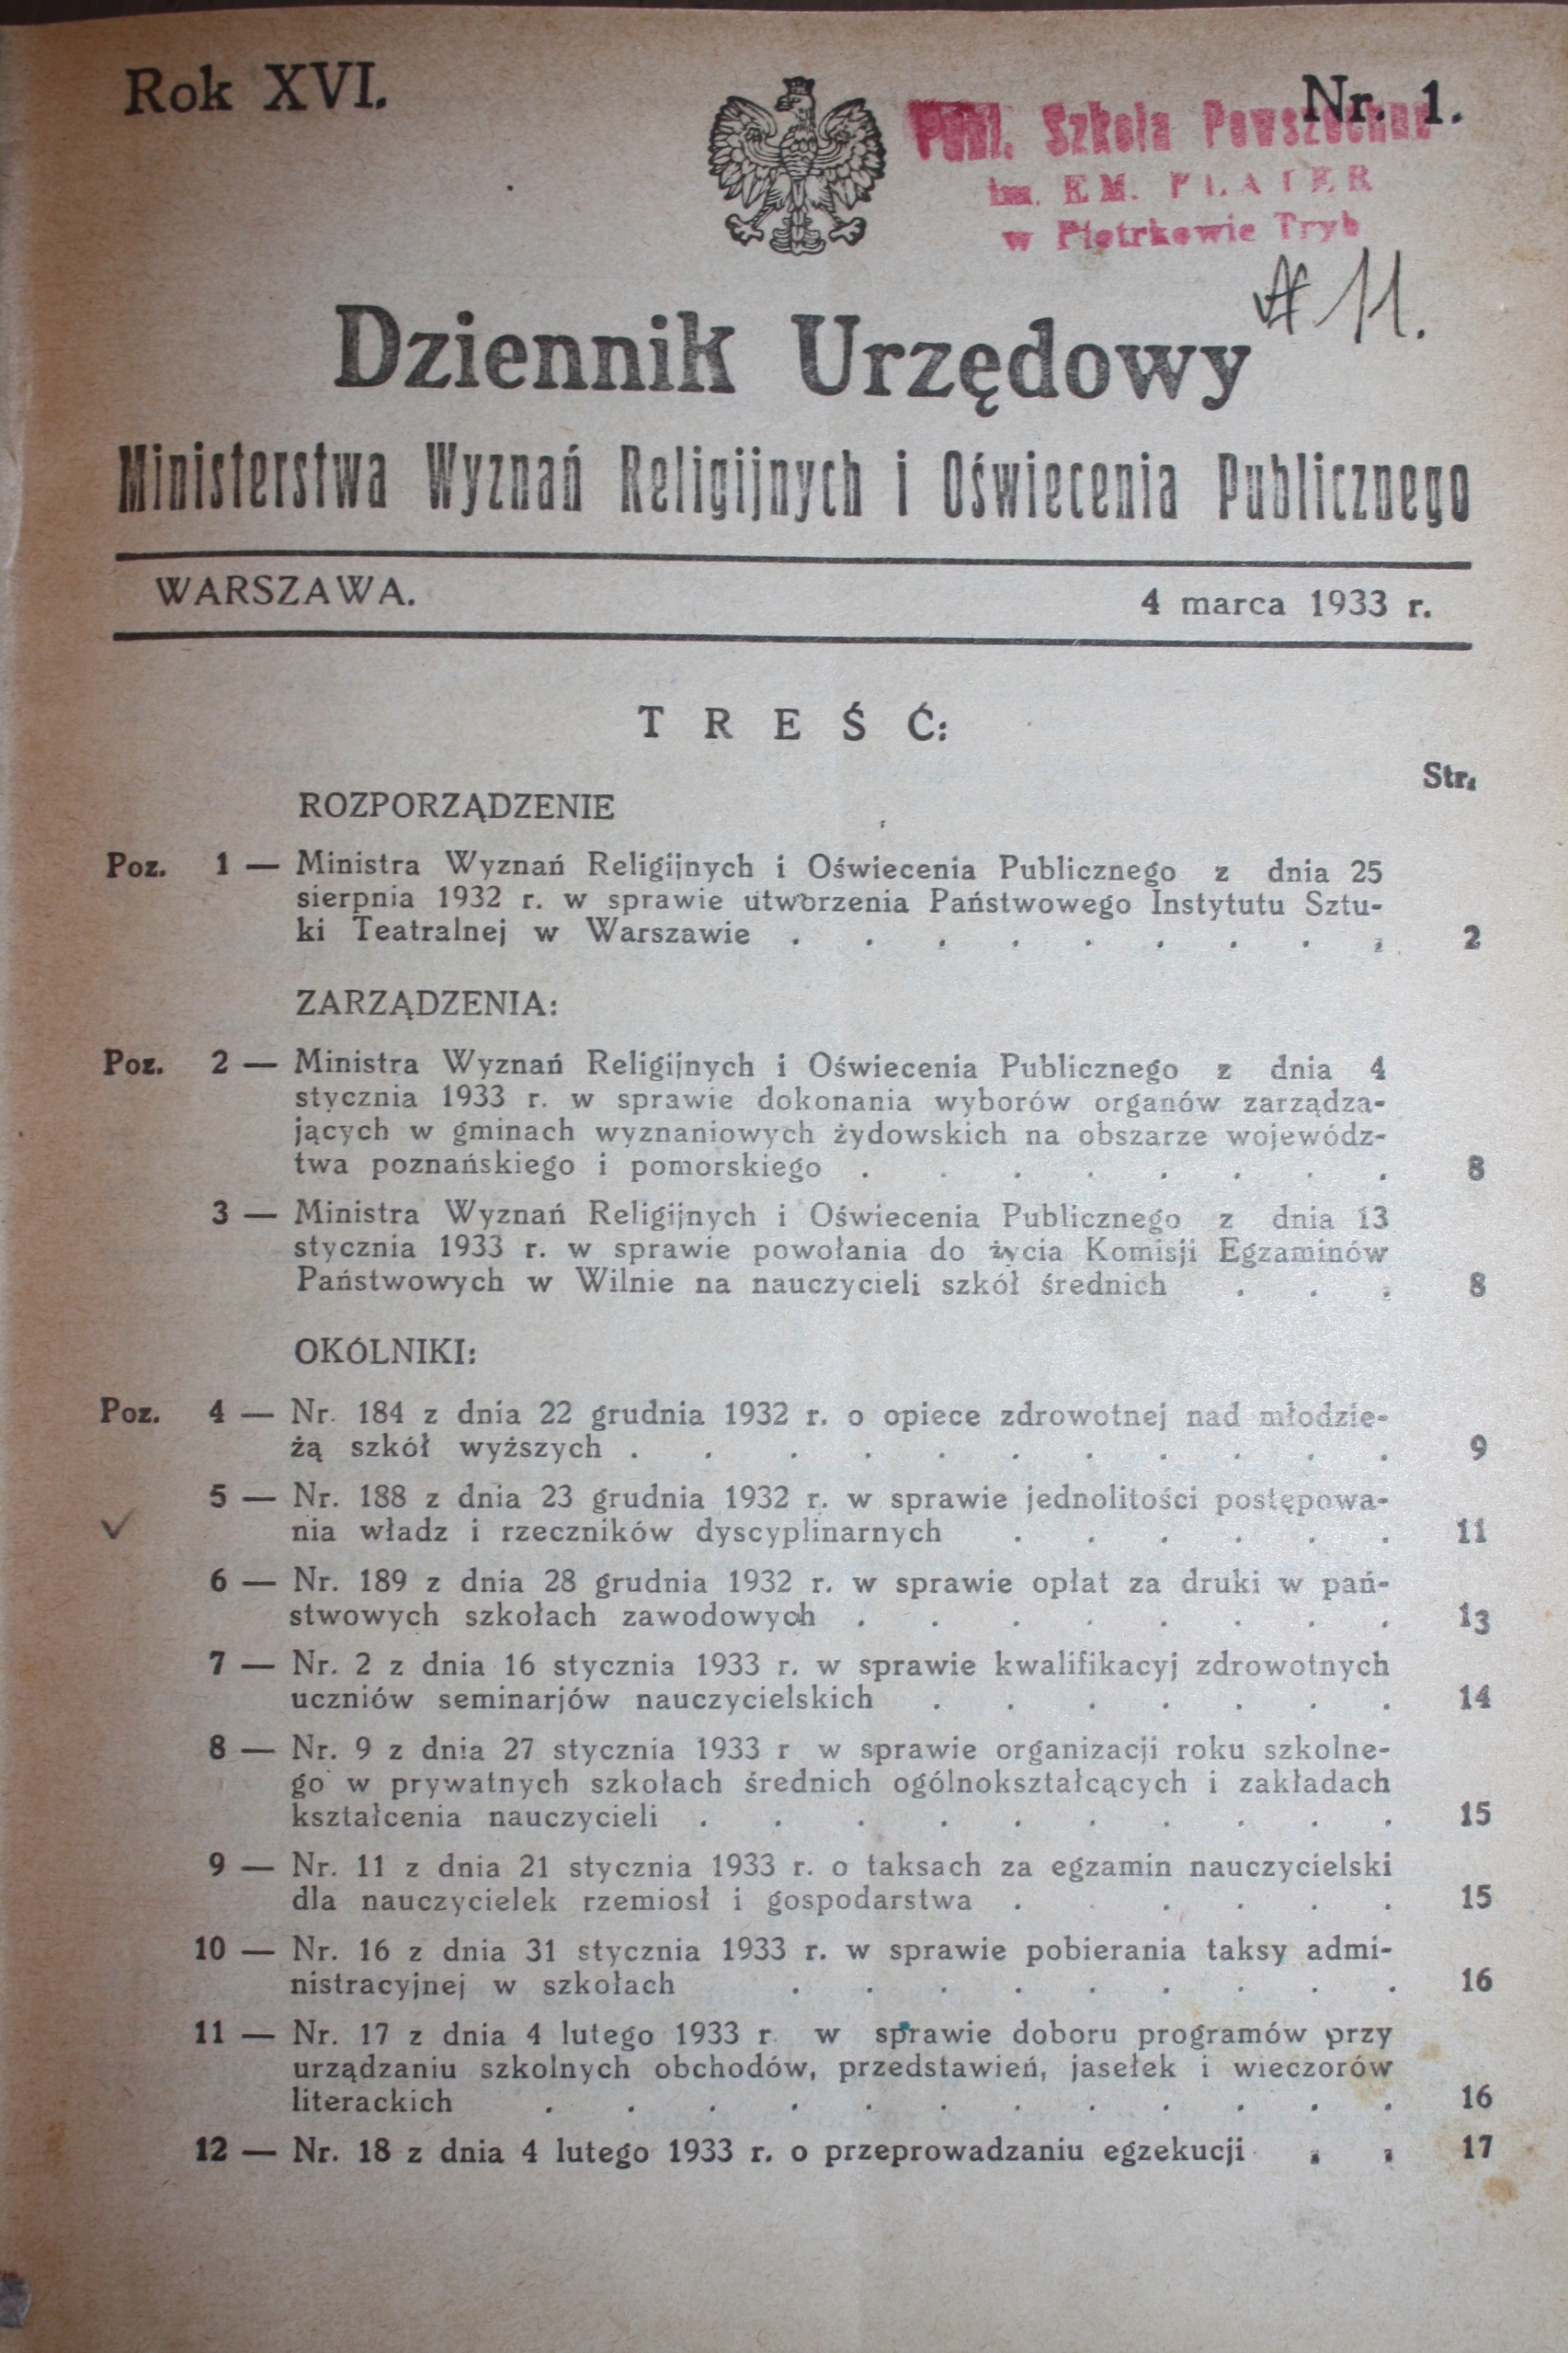 Rok XVI.
Nr. 1.
Publ. Szkoła Powszechna
im. EM. PLATER
w Piotrkowie Tryb
11.
Dziennik Urzędowy
Ministerstwa Wyznań Religijnych i Oświecenia Publicznego
WARSZAWA. 4 marca 1933 r.
TREŚĆ:
Str.
ROZPORZĄDZENIE
Poz. 1 — Ministra Wyznań Religijnych i Oświecenia Publicznego z dnia 25
sierpnia 1932 r. w sprawie utworzenia Państwowego Instytutu Sztu-
ki Teatralnej w Warszawie . . . . . . . . . 2
ZARZĄDZENIA:
Poz. 2 — Ministra Wyznań Religijnych i Oświecenia Publicznego z dnia 4
stycznia 1933 r. w sprawie dokonania wyborów organów zarządza-
jących w gminach wyznaniowych żydowskich na obszarze wojewódz-
twa poznańskiego i pomorskiego . . . . . . . . 8
3 — Ministra Wyznań Religijnych i Oświecenia Publicznego z dnia 13
stycznia 1933 r. w sprawie powołania do życia Komisji Egzaminów
Państwowych w Wilnie na nauczycieli szkół średnich . . . 8
OKÓLNIKI:
Poz. 4 — Nr. 184 z dnia 22 grudnia 1932 r. o opiece zdrowotnej nad młodzie-
żą szkół wyższych . . . . . . . . . . . 9
5 — Nr. 188 z dnia 23 grudnia 1932 r. w sprawie jednolitości postępowa-
nia władz i rzeczników dyscyplinarnych . . . . . . 11
6 — Nr. 189 z dnia 28 grudnia 1932 r. w sprawie opłat za druki w pań-
stwowych szkołach zawodowych . . . . . . . . 13
7 — Nr. 2 z dnia 16 stycznia 1933 r. w sprawie kwalifikacyj zdrowotnych
uczniów seminarjów nauczycielskich . . . . . . . 14
8 — Nr. 9 z dnia 27 stycznia 1933 r w sprawie organizacji roku szkolne-
go w prywatnych szkołach średnich ogólnokształcących i zakładach
kształcenia nauczycieli . . . . . . . . . . 15
9 — Nr. 11 z dnia 21 stycznia 1933 r. o taksach za egzamin nauczycielski
dla nauczycielek rzemiosł i gospodarstwa . . . . . . 15
10 — Nr. 16 z dnia 31 stycznia 1933 r. w sprawie pobierania taksy admi-
nistracyjnej w szkołach . . . . . . . . . 16
11 — Nr. 17 z dnia 4 lutego 1933 r. w sprawie doboru programów przy
urządzaniu szkolnych obchodów, przedstawień, jasełek i wieczorów
literackich . . . . . . . . . . . . 16
12 — Nr. 18 z dnia 4 lutego 1933 r. o przeprowadzaniu egzekucji . . 17